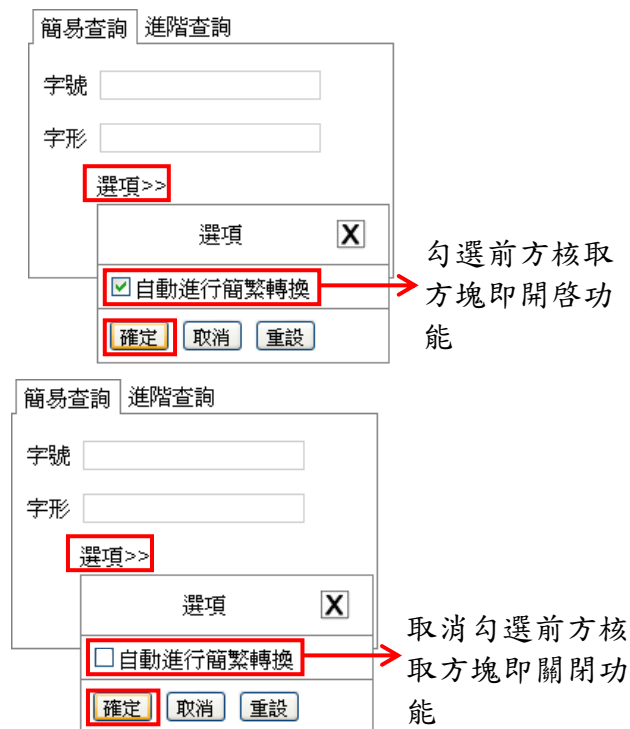 簡易查詢 進階查詢
字號
字形
選項>>
選項 X
自動進行簡繁轉換
確定 取消 重設
勾選前方核取
方塊即開啓功
能
簡易查詢 進階查詢
字號
字形
選項>>
選項 X
自動進行簡繁轉換
確定 取消 重設
取消勾選前方核
取方塊即關閉功
能